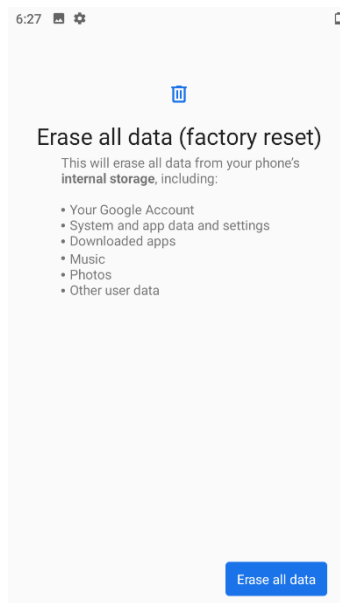 6:27
Erase all data (factory reset)
This will erase all data from your phone's
internal storage, including:
• Your Google Account
• System and app data and settings
• Downloaded apps
• Music
• Photos
• Other user data
Erase all data